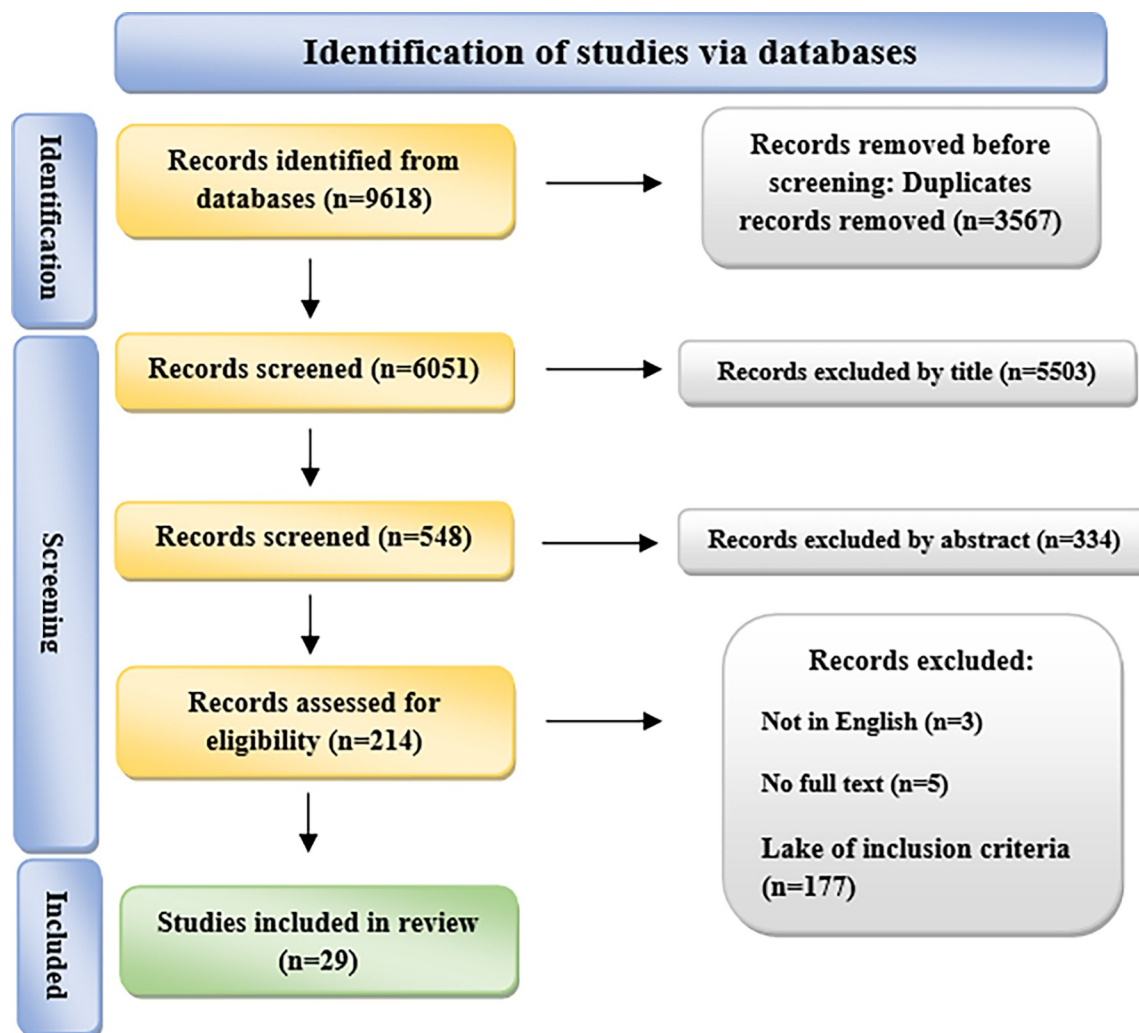 Identification of studies via databases
Identification
Records identified from
databases (n=9618)
Records removed before
screening: Duplicates
records removed (n=3567)
Screening
Records screened (n=6051)
Records excluded by title (n=5503)
Records screened (n=548)
Records excluded by abstract (n=334)
Records assessed for
eligibility (n=214)
Records excluded:
Not in English (n=3)
No full text (n=5)
Lake of inclusion criteria
(n=177)
Included
Studies included in review
(n=29)